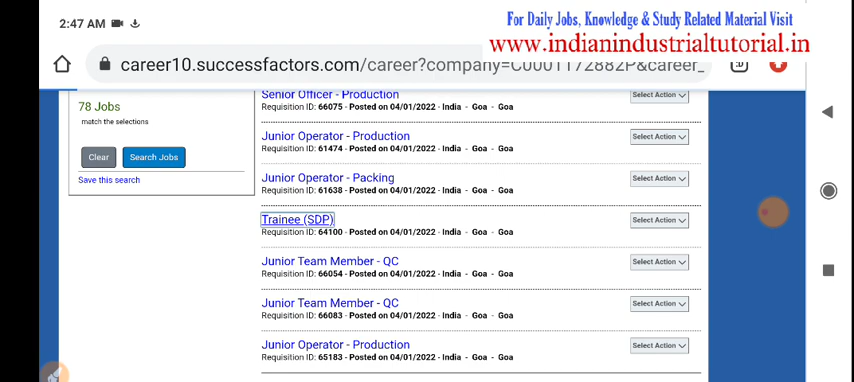 2:47 AM
For Daily Jobs, Knowledge & Study Related Material Visit
www.indianindustrialtutorial.in
career10.successfactors.com/career?company=C0001172882P&career_
78 Jobs
match the selections
Clear Search Jobs
Save this search
Senior Officer - Production
Select Action
Requisition ID: 66075 - Posted on 04/01/2022 - India - Goa - Goa
Junior Operator - Production
Select Action
Requisition ID: 61474 - Posted on 04/01/2022 - India - Goa - Goa
Junior Operator - Packing
Select Action
Requisition ID: 61638 - Posted on 04/01/2022 - India - Goa - Goa
Trainee (SDP)
Select Action
Requisition ID: 64100 - Posted on 04/01/2022 - India - Goa - Goa
Junior Team Member - QC
Select Action
Requisition ID: 66054 - Posted on 04/01/2022 - India - Goa - Goa
Junior Team Member - QC
Select Action
Requisition ID: 66083 - Posted on 04/01/2022 - India - Goa - Goa
Junior Operator - Production
Select Action
Requisition ID: 65183 - Posted on 04/01/2022 - India - Goa - Goa